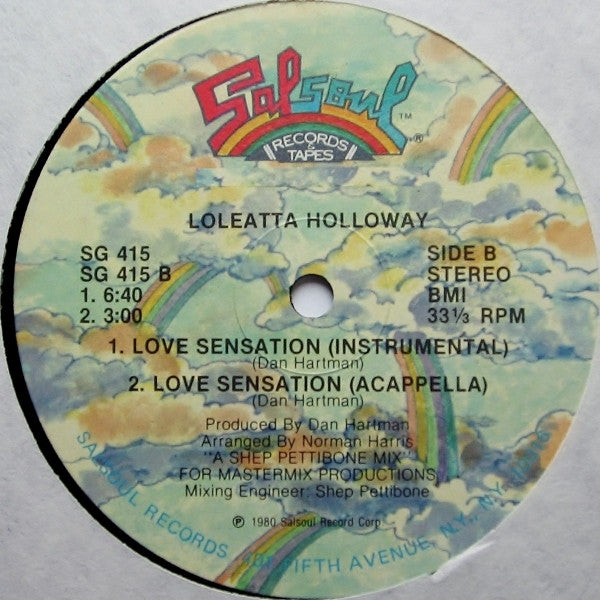 Salsoul TM
®
RECORDS & TAPES
LOLEATTA HOLLOWAY
SG 415
SG 415 B
1. 6:40
2. 3:00
SIDE B
STEREO
BMI
33⅓ RPM
1. LOVE SENSATION (INSTRUMENTAL)
(Dan Hartman)
2. LOVE SENSATION (ACAPPELLA)
(Dan Hartman)
Produced By Dan Hartman
Arranged By Norman Harris
"A SHEP PETTIBONE MIX"
FOR MASTERMIX PRODUCTIONS
Mixing Engineer: Shep Pettibone
℗ 1980 Salsoul Record Corp
SALSOUL RECORDS, FIFTH AVENUE, N.Y., N.Y.